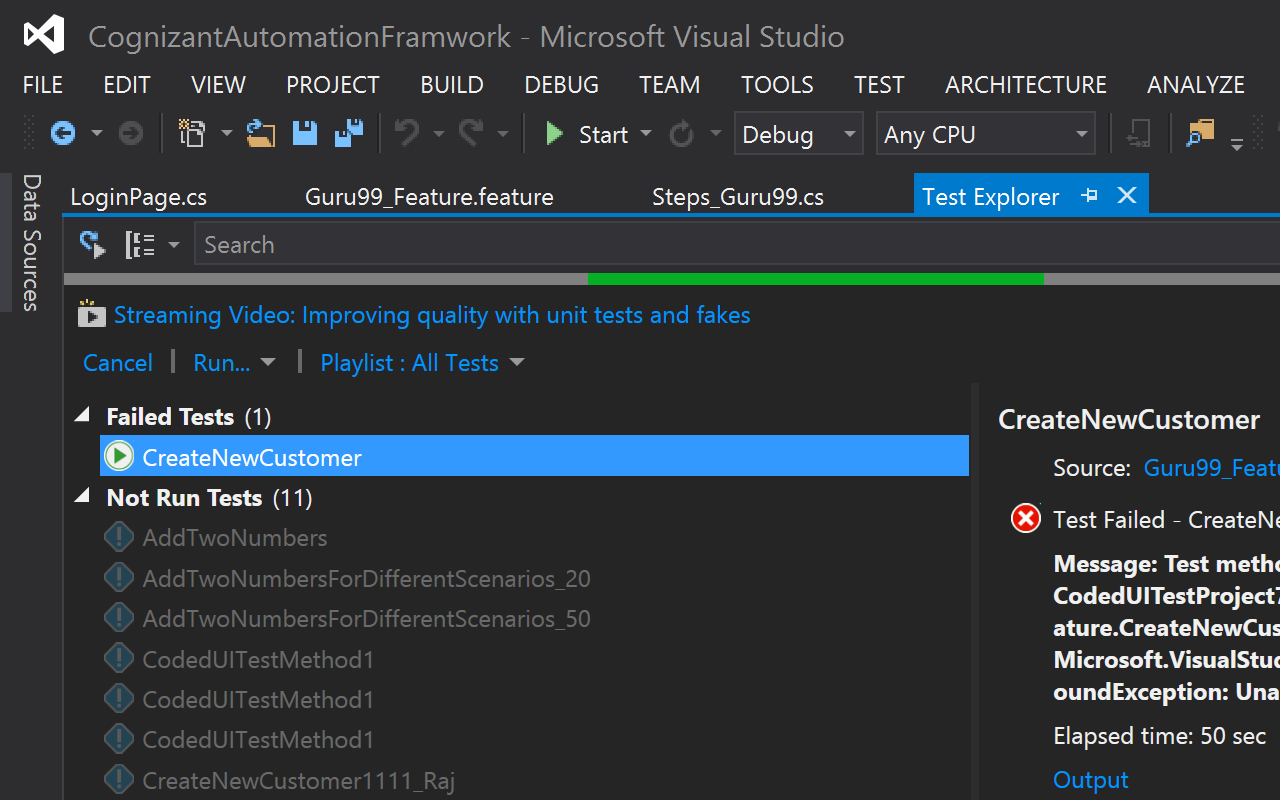 CognizantAutomationFramwork - Microsoft Visual Studio
FILE EDIT VIEW PROJECT BUILD DEBUG TEAM TOOLS TEST ARCHITECTURE ANALYZE
Start Debug Any CPU
Data Sources
LoginPage.cs Guru99_Feature.feature Steps_Guru99.cs Test Explorer
Search
Streaming Video: Improving quality with unit tests and fakes
Cancel | Run... | Playlist : All Tests
Failed Tests (1)
CreateNewCustomer
Not Run Tests (11)
AddTwoNumbers
AddTwoNumbersForDifferentScenarios_20
AddTwoNumbersForDifferentScenarios_50
CodedUITestMethod1
CodedUITestMethod1
CodedUITestMethod1
CreateNewCustomer1111_Raj
CreateNewCustomer
Source: Guru99_Featu
Test Failed - CreateNe
Message: Test metho
CodedUITestProject7
ature.CreateNewCus
Microsoft.VisualStud
oundException: Una
Elapsed time: 50 sec
Output